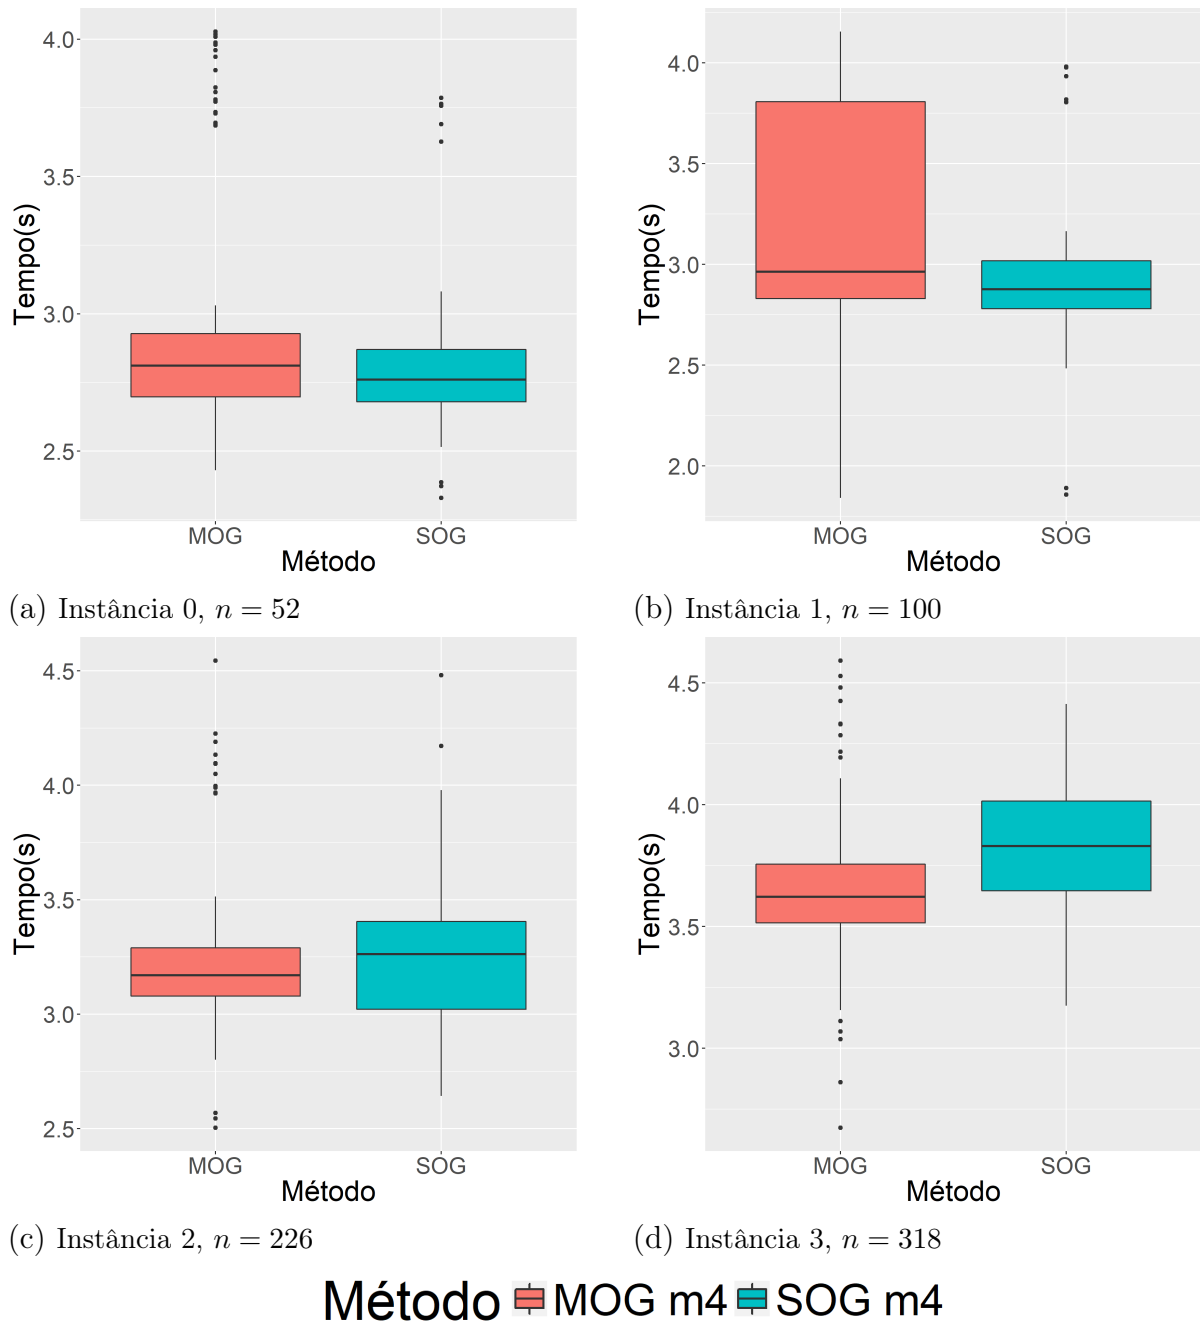 4.0
3.5
3.0
2.5
Tempo(s)
MOG SOG
Método
(a) Instância 0, n = 52
4.0
3.5
3.0
2.5
2.0
Tempo(s)
MOG SOG
Método
(b) Instância 1, n = 100
4.5
4.0
3.5
3.0
2.5
Tempo(s)
MOG SOG
Método
(c) Instância 2, n = 226
4.5
4.0
3.5
3.0
Tempo(s)
MOG SOG
Método
(d) Instância 3, n = 318
Método MOG m4 SOG m4